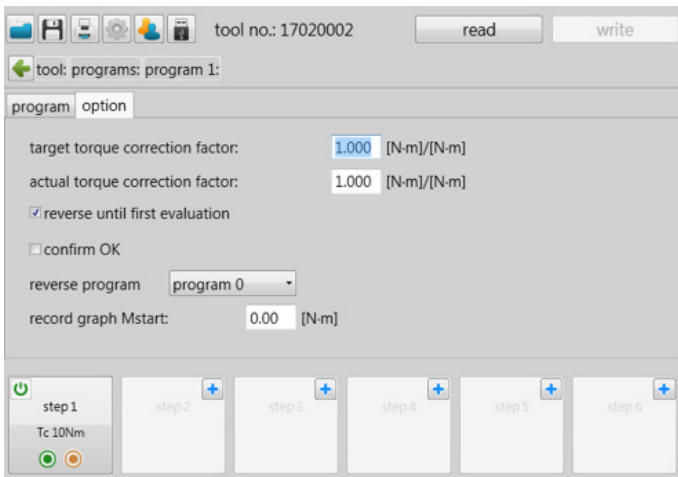 tool no.: 17020002 read write
tool: programs: program 1:
program option
target torque correction factor: 1.000 [N·m]/[N·m]
actual torque correction factor: 1.000 [N·m]/[N·m]
reverse until first evaluation
confirm OK
reverse program program 0
record graph Mstart: 0.00 [N·m]
step 1 step 2 step 3 step 4 step 5 step 6
Tc 10Nm